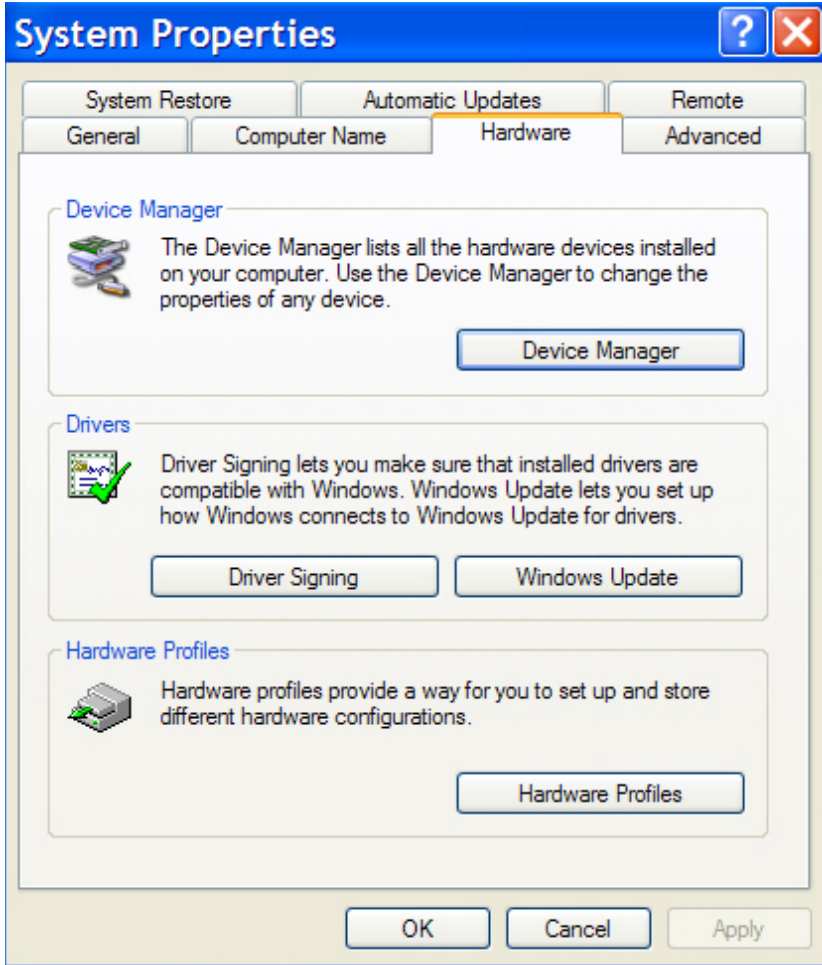 System Properties
System Restore Automatic Updates Remote
General Computer Name Hardware Advanced
Device Manager
The Device Manager lists all the hardware devices installed
on your computer. Use the Device Manager to change the
properties of any device.
Device Manager
Drivers
Driver Signing lets you make sure that installed drivers are
compatible with Windows. Windows Update lets you set up
how Windows connects to Windows Update for drivers.
Driver Signing Windows Update
Hardware Profiles
Hardware profiles provide a way for you to set up and store
different hardware configurations.
Hardware Profiles
OK Cancel Apply